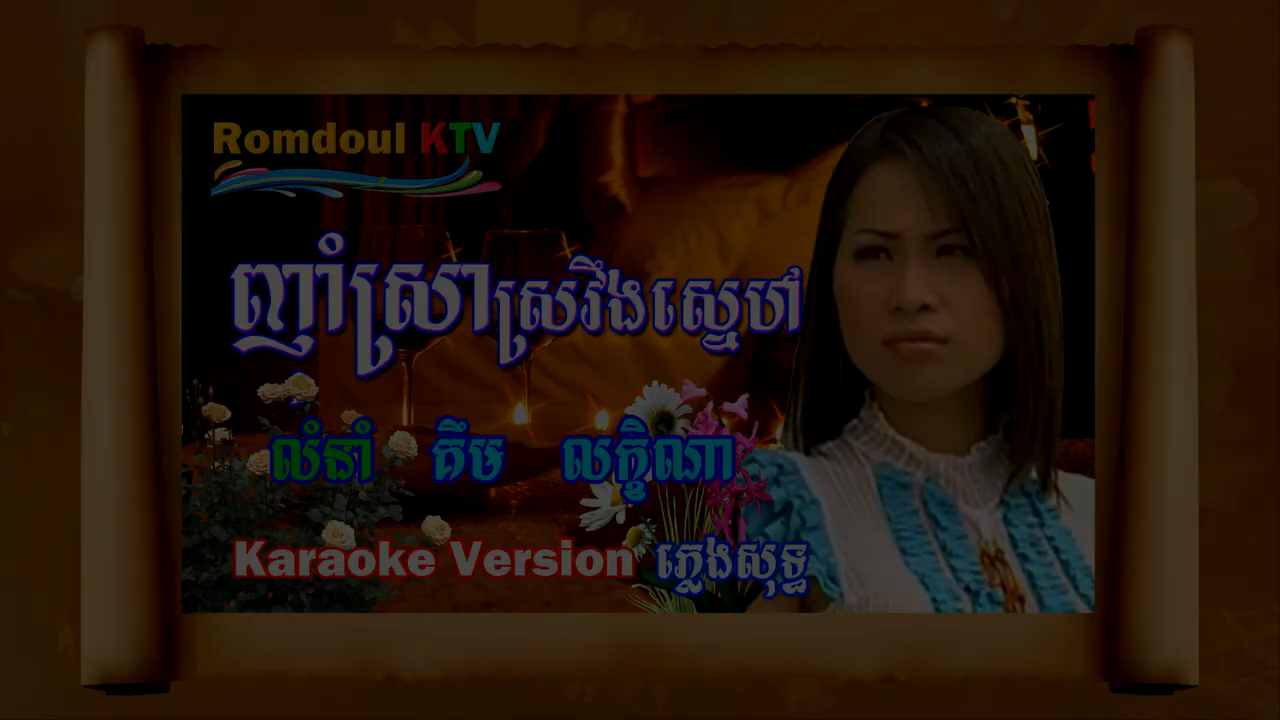 Romdoul KTV
ញាំស្រាស្រវឹងស្នេហ៍
លំនាំ គឹម លក្ខិណា
Karaoke Version ភ្លេងសុទ្ធ